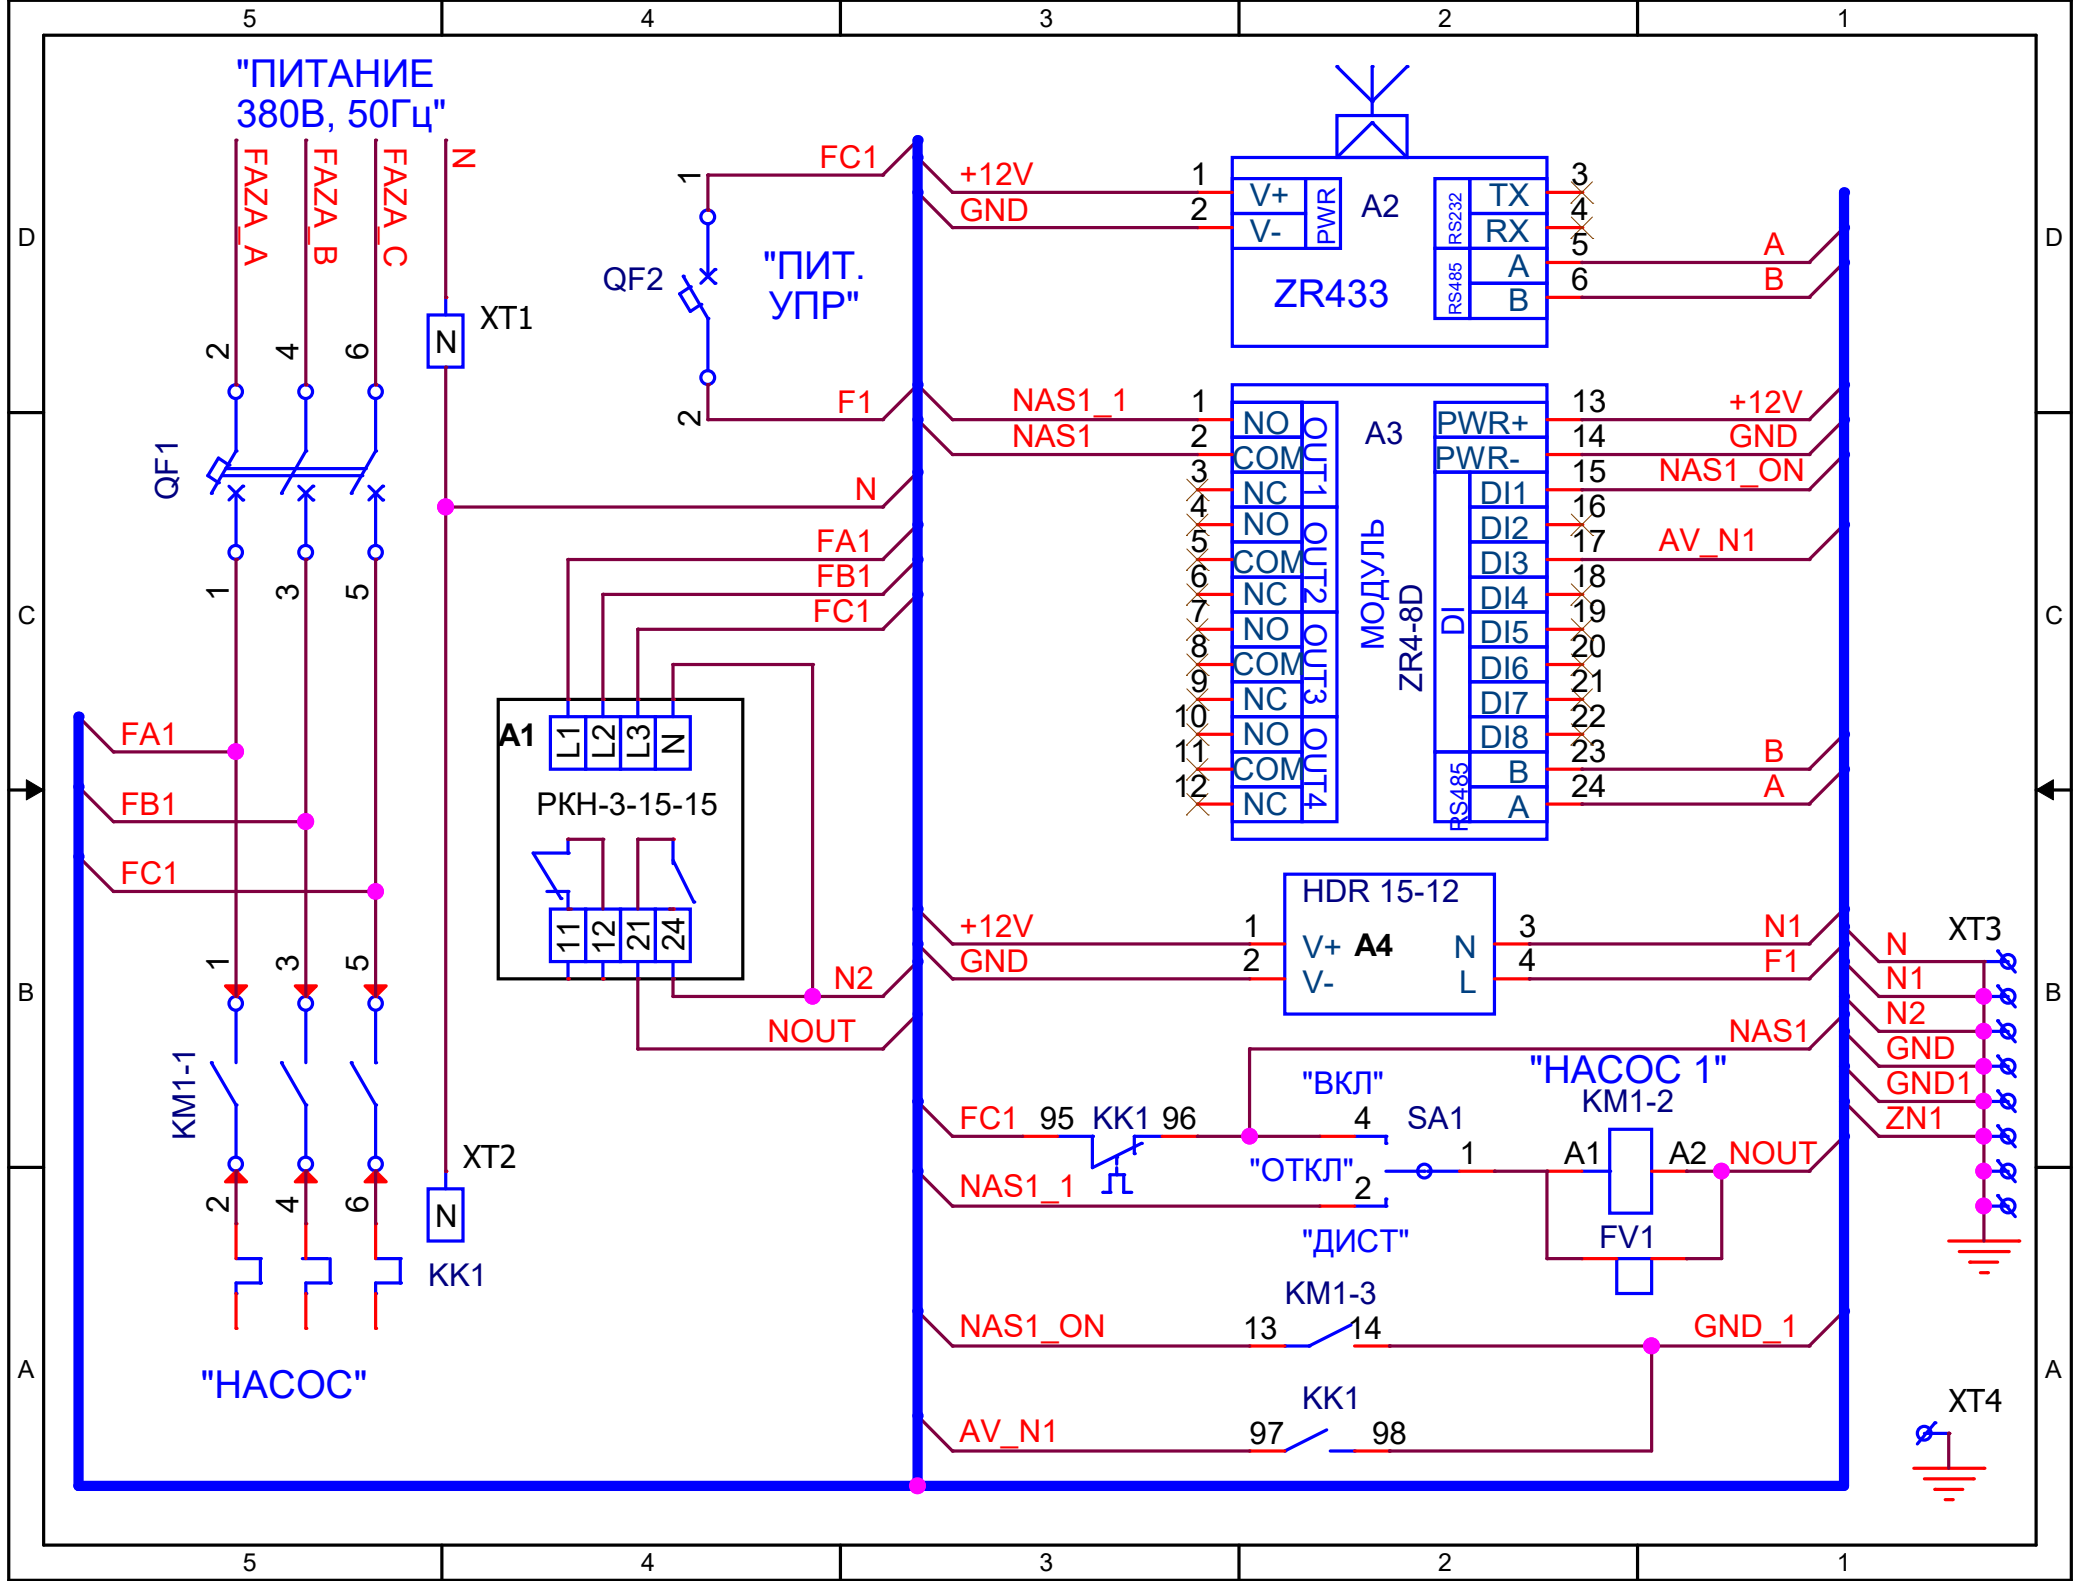 5 4 3 2 1
D
C
B
A
"ПИТАНИЕ
380В, 50Гц"
FAZA_A
FAZA_B
FAZA_C
N
2 4 6
QF1
1 3 5
XT1
N
FA1
FB1
FC1
1 3 5
KM1-1
2 4 6
XT2
N
KK1
"НАСОС"
FC1
1
QF2
"ПИТ.
УПР"
2
F1
N
FA1
FB1
FC1
A1
L1 L2 L3 N
РКН-3-15-15
11 12 21 24
N2
NOUT
+12V 1
GND 2
V+
V-
PWR
A2
ZR433
RS232
TX 3
RX 4
RS485
A 5 A
B 6 B
NAS1_1 1 NO
NAS1 2 COM
3 NC
OUT1
4 NO
5 COM
6 NC
OUT2
7 NO
8 COM
9 NC
OUT3
10 NO
11 COM
12 NC
OUT4
A3
МОДУЛЬ
ZR4-8D
PWR+ 13 +12V
PWR- 14 GND
DI
DI1 15 NAS1_ON
DI2 16
DI3 17 AV_N1
DI4 18
DI5 19
DI6 20
DI7 21
DI8 22
RS485
B 23 B
A 24 A
HDR 15-12
+12V 1 V+ A4 N 3 N1
GND 2 V- L 4 F1
NAS1
"НАСОС 1"
KM1-2
"ВКЛ"
FC1 95 KK1 96 4 SA1
"ОТКЛ" 1 A1 A2 NOUT
NAS1_1 2
"ДИСТ"
FV1
KM1-3
NAS1_ON 13 14 GND_1
KK1
AV_N1 97 98
XT3
N
N1
N2
GND
GND1
ZN1
XT4
D
C
B
A
5 4 3 2 1